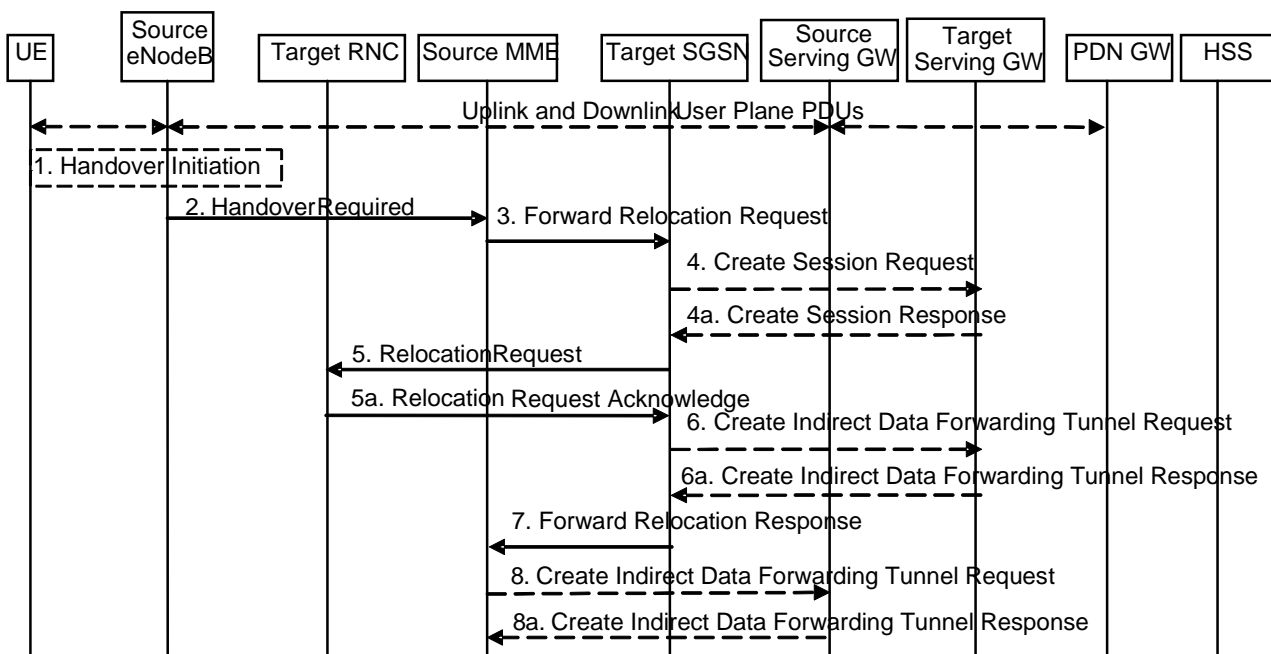 UE
Source
eNodeB
Target RNC
Source MME
Target SGSN
Source
Serving GW
Target
Serving GW
PDN GW
HSS
Uplink and Downlink User Plane PDUs
1. Handover Initiation
2. Handover Required
3. Forward Relocation Request
4. Create Session Request
4a. Create Session Response
5. Relocation Request
5a. Relocation Request Acknowledge
6. Create Indirect Data Forwarding Tunnel Request
6a. Create Indirect Data Forwarding Tunnel Response
7. Forward Relocation Response
8. Create Indirect Data Forwarding Tunnel Request
8a. Create Indirect Data Forwarding Tunnel Response